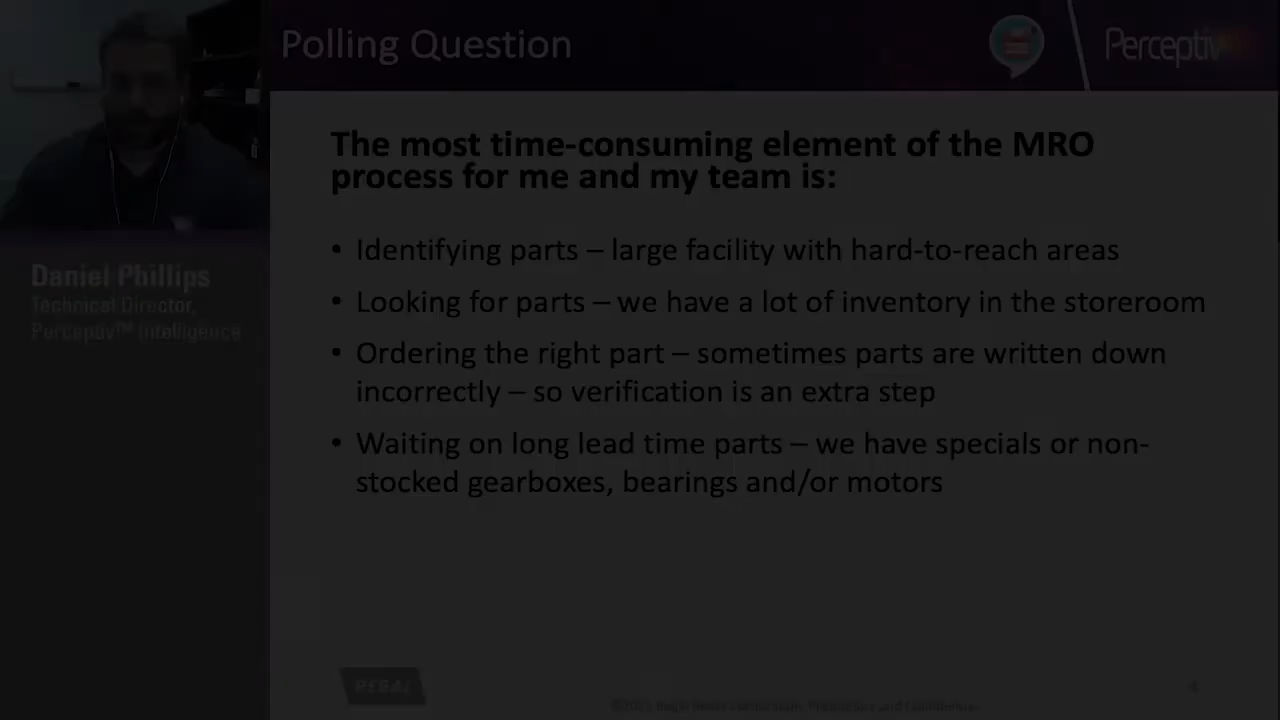 Polling Question
Perceptiv
The most time-consuming element of the MRO
process for me and my team is:
• Identifying parts – large facility with hard-to-reach areas
• Looking for parts – we have a lot of inventory in the storeroom
• Ordering the right part – sometimes parts are written down
incorrectly – so verification is an extra step
• Waiting on long lead time parts – we have specials or non-
stocked gearboxes, bearings and/or motors
Daniel Phillips
Technical Director,
Perceptiv™ Intelligence
REGAL
4